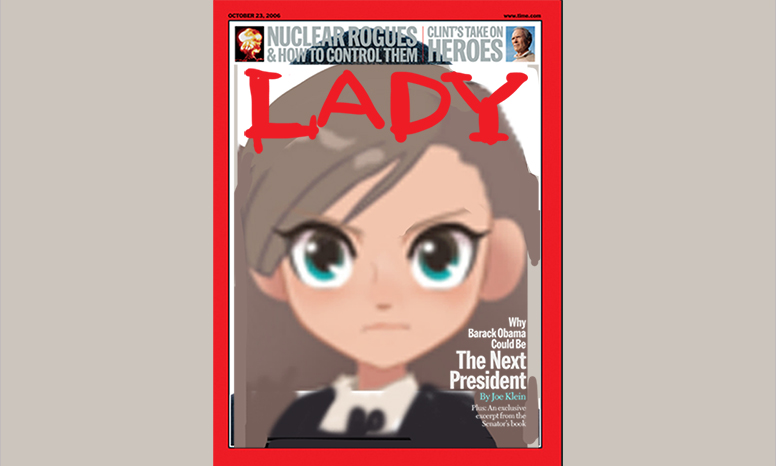 OCTOBER 23, 2006
www.time.com
NUCLEAR ROGUES
& HOW TO CONTROL THEM
CLINT'S TAKE ON
HEROES
LADY
Why
Barack Obama
Could Be
The Next
President
By Joe Klein
Plus: An exclusive
excerpt from the
Senator's book